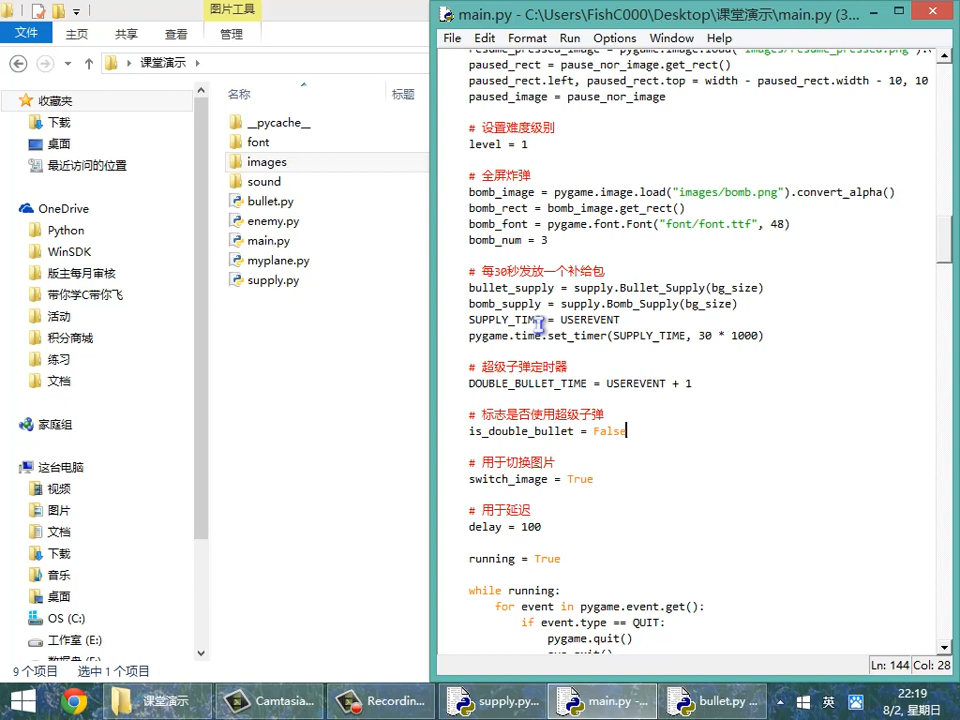 图片工具
文件
主页
共享
查看
管理
课堂演示
收藏夹
下载
桌面
最近访问的位置
OneDrive
Python
WinSDK
版主每月审核
带你学C带你飞
活动
积分商城
练习
文档
家庭组
这台电脑
视频
图片
文档
下载
音乐
桌面
OS (C:)
工作室 (E:)
名称
标题
__pycache__
font
images
sound
bullet.py
enemy.py
main.py
myplane.py
supply.py
9 个项目 选中 1 个项目
main.py - C:\Users\FishC000\Desktop\课堂演示\main.py (3...
File Edit Format Run Options Window Help
resume_pressed_image = pygame.image.load("images/resume_pressed.png").
paused_rect = pause_nor_image.get_rect()
paused_rect.left, paused_rect.top = width - paused_rect.width - 10, 10
paused_image = pause_nor_image
# 设置难度级别
level = 1
# 全屏炸弹
bomb_image = pygame.image.load("images/bomb.png").convert_alpha()
bomb_rect = bomb_image.get_rect()
bomb_font = pygame.font.Font("font/font.ttf", 48)
bomb_num = 3
# 每30秒发放一个补给包
bullet_supply = supply.Bullet_Supply(bg_size)
bomb_supply = supply.Bomb_Supply(bg_size)
SUPPLY_TIME = USEREVENT
pygame.time.set_timer(SUPPLY_TIME, 30 * 1000)
# 超级子弹定时器
DOUBLE_BULLET_TIME = USEREVENT + 1
# 标志是否使用超级子弹
is_double_bullet = False
# 用于切换图片
switch_image = True
# 用于延迟
delay = 100
running = True
while running:
for event in pygame.event.get():
if event.type == QUIT:
pygame.quit()
sys.exit()
Ln: 144 Col: 28
课堂演示
Camtasia...
Recordin...
supply.py...
main.py -...
bullet.py ...
英
22:19
8/2, 星期日